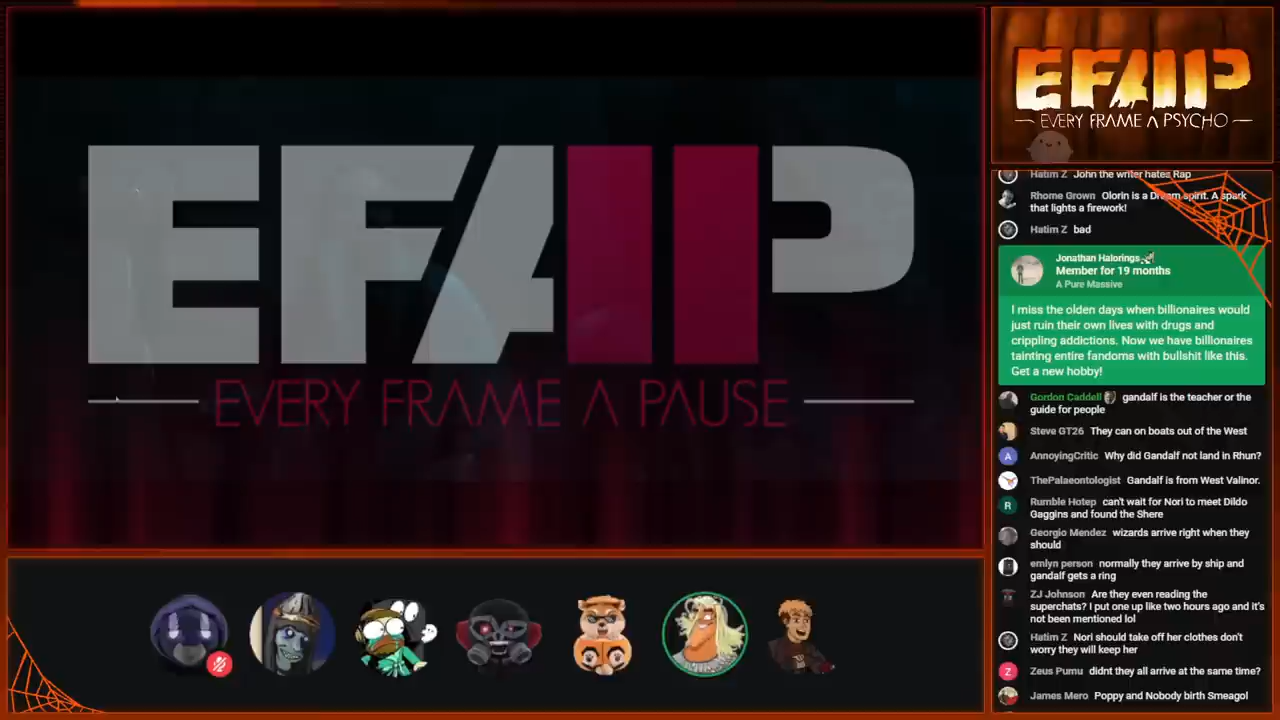 EFAP
EVERY FRAME A PAUSE
EFAP
EVERY FRAME A PSYCHO
Hatim Z John the writer hates Rap
Rhome Grown Olorin is a Dream spirit. A spark
that lights a firework!
Hatim Z bad
Jonathan Halorings
Member for 19 months
A Pure Massive
I miss the olden days when billionaires would
just ruin their own lives with drugs and
crippling addictions. Now we have billionaires
tainting entire fandoms with bullshit like this.
Get a new hobby!
Gordon Caddell gandalf is the teacher or the
guide for people
Steve GT26 They can on boats out of the West
A
AnnoyingCritic Why did Gandalf not land in Rhun?
ThePalaeontologist Gandalf is from West Valinor.
R
Rumble Hotep can't wait for Nori to meet Dildo
Gaggins and found the Shere
Georgio Mendez wizards arrive right when they
should
emlyn person normally they arrive by ship and
gandalf gets a ring
ZJ Johnson Are they even reading the
superchats? I put one up like two hours ago and it's
not been mentioned lol
Hatim Z Nori should take off her clothes don't
worry they will keep her
Z
Zeus Pumu didnt they all arrive at the same time?
James Mero Poppy and Nobody birth Smeagol